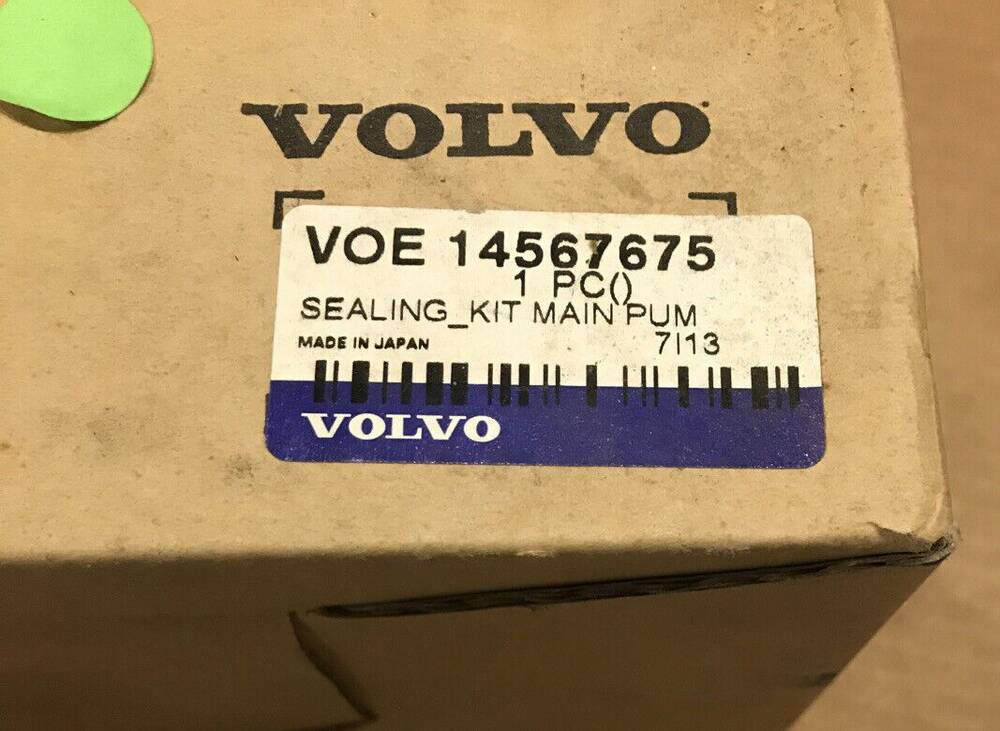 VOLVO
VOE 14567675
1 PC()
SEALING_KIT MAIN PUM
MADE IN JAPAN 7|13
VOLVO